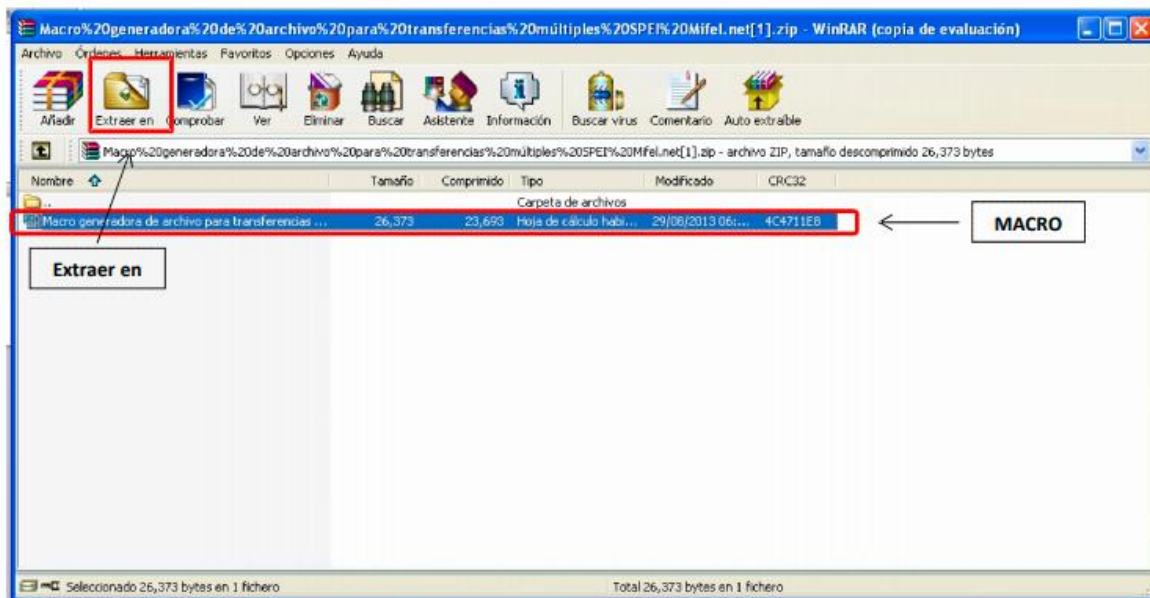 Macro%20generadora%20de%20archivo%20para%20transferencias%20múltiples%20SPEI%20Mifel.net[1].zip - WinRAR (copia de evaluación)
Archivo Órdenes Herramientas Favoritos Opciones Ayuda
Añadir Extraer en Comprobar Ver Eliminar Buscar Asistente Información Buscar virus Comentario Auto extraíble
Macro%20generadora%20de%20archivo%20para%20transferencias%20múltiples%20SPEI%20Mifel.net[1].zip - archivo ZIP, tamaño descomprimido 26,373 bytes
Nombre Tamaño Comprimido Tipo Modificado CRC32
.. Carpeta de archivos
Macro generadora de archivo para transferencias ... 26,373 23,693 Hoja de cálculo habi... 29/08/2013 06:... 4C4711E8
MACRO
Extraer en
Seleccionado 26,373 bytes en 1 fichero Total 26,373 bytes en 1 fichero